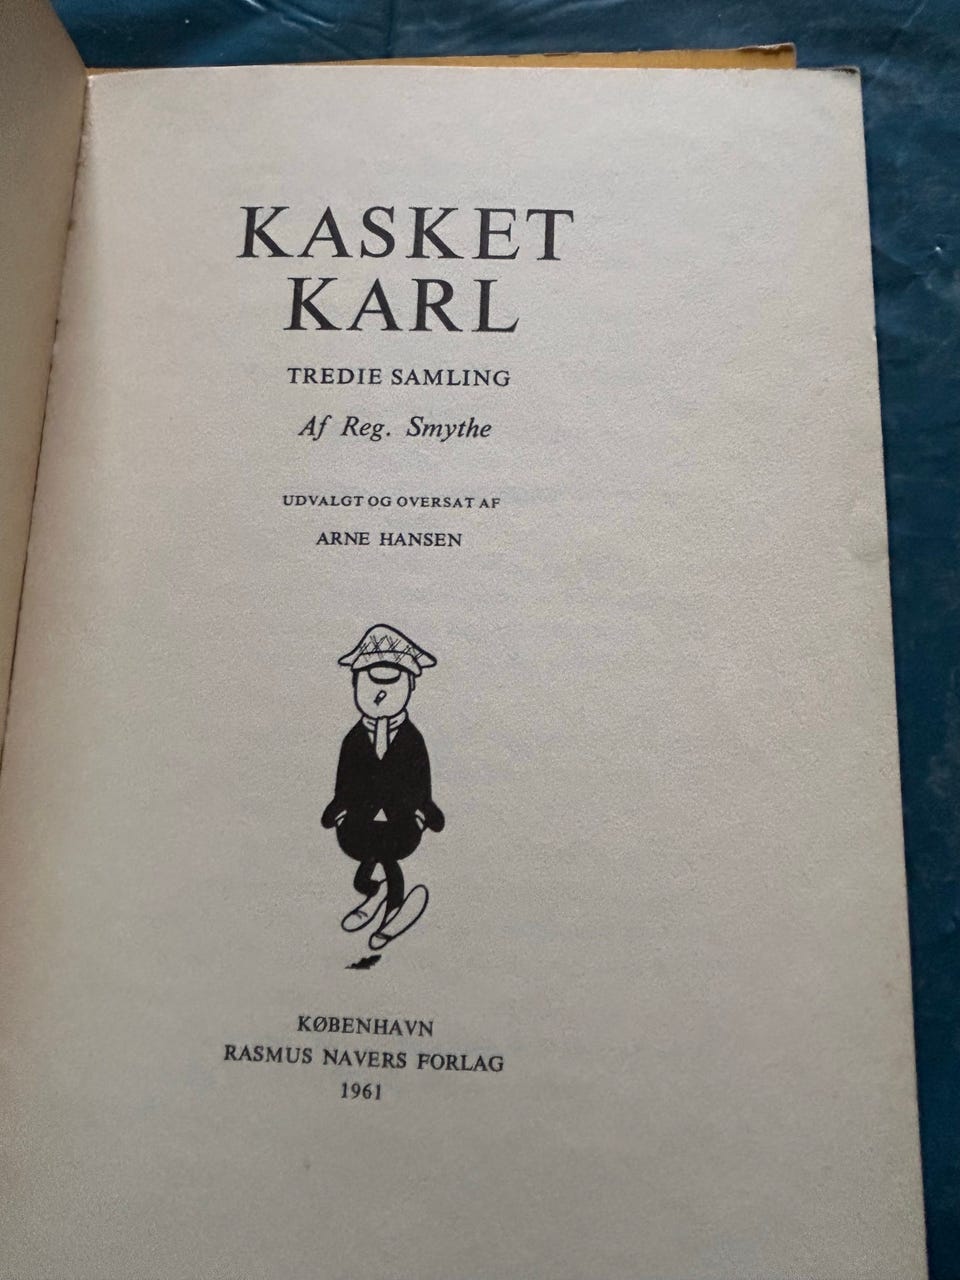 KASKET
KARL
TREDIE SAMLING
Af Reg. Smythe
UDVALGT OG OVERSAT AF
ARNE HANSEN
KØBENHAVN
RASMUS NAVERS FORLAG
1961